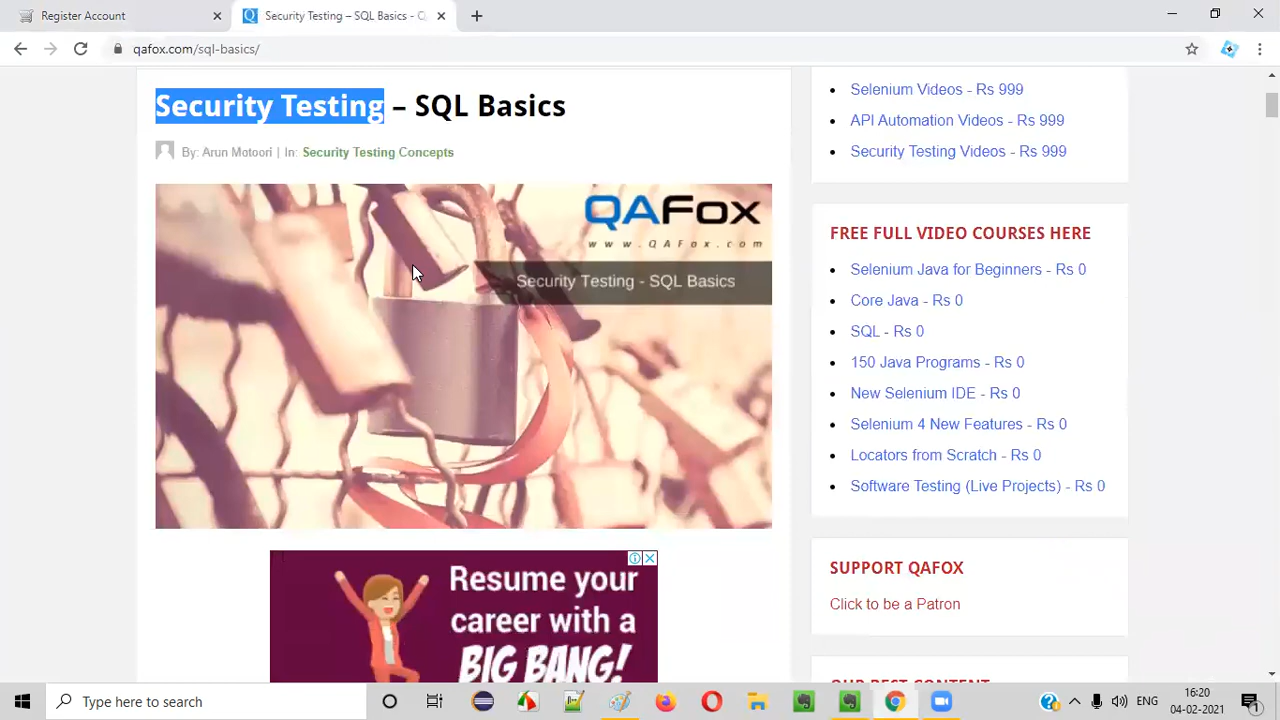 Register Account
Security Testing – SQL Basics - Q
qafox.com/sql-basics/
Security Testing – SQL Basics
By: Arun Motoori | In: Security Testing Concepts
QAFox
www.QAFox.com
Security Testing - SQL Basics
Resume your
career with a
BIG BANG!
Selenium Videos - Rs 999
API Automation Videos - Rs 999
Security Testing Videos - Rs 999
FREE FULL VIDEO COURSES HERE
Selenium Java for Beginners - Rs 0
Core Java - Rs 0
SQL - Rs 0
150 Java Programs - Rs 0
New Selenium IDE - Rs 0
Selenium 4 New Features - Rs 0
Locators from Scratch - Rs 0
Software Testing (Live Projects) - Rs 0
SUPPORT QAFOX
Click to be a Patron
OUR BEST CONTENT
Type here to search
ENG
6:20
04-02-2021